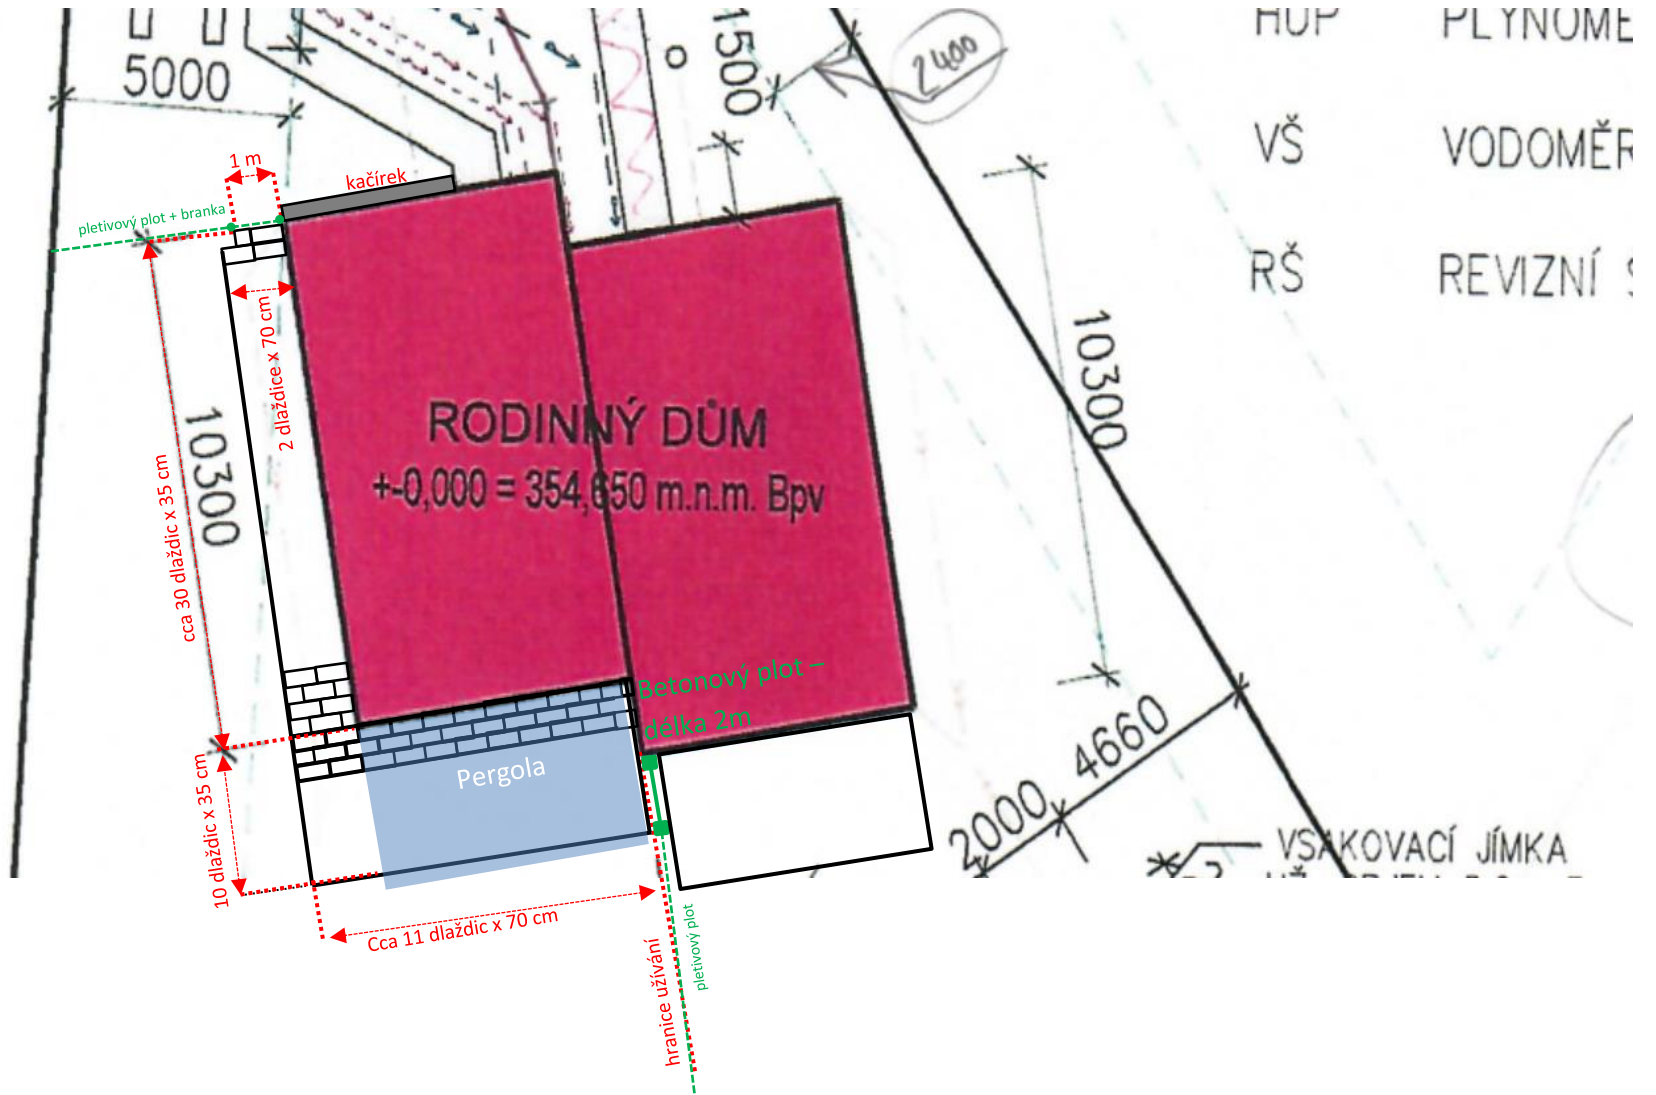 HUP PLYNOMĚ
5000
1500
2400
VŠ VODOMĚR
1 m
kačírek
pletivový plot + branka
RŠ REVIZNÍ
2 dlaždice x 70 cm
10300
10300
RODINNÝ DŮM
+-0,000 = 354,650 m.n.m. Bpv
cca 30 dlaždic x 35 cm
Betonový plot –
délka 2m
4660
2000
Pergola
10 dlaždic x 35 cm
VSAKOVACÍ JÍMKA
Cca 11 dlaždic x 70 cm
pletivový plot
hranice užívání